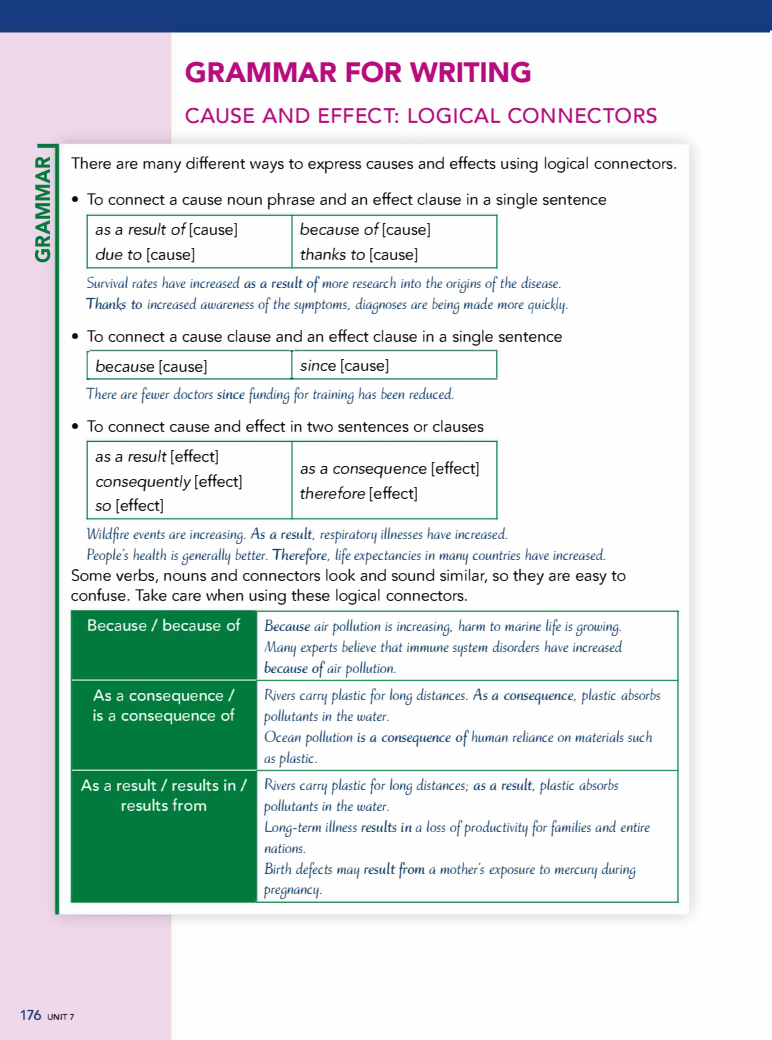 GRAMMAR FOR WRITING
CAUSE AND EFFECT: LOGICAL CONNECTORS
GRAMMAR
There are many different ways to express causes and effects using logical connectors.
• To connect a cause noun phrase and an effect clause in a single sentence
as a result of [cause]
due to [cause]
because of [cause]
thanks to [cause]
Survival rates have increased as a result of more research into the origins of the disease.
Thanks to increased awareness of the symptoms, diagnoses are being made more quickly.
• To connect a cause clause and an effect clause in a single sentence
because [cause]
since [cause]
There are fewer doctors since funding for training has been reduced.
• To connect cause and effect in two sentences or clauses
as a result [effect]
consequently [effect]
so [effect]
as a consequence [effect]
therefore [effect]
Wildfire events are increasing. As a result, respiratory illnesses have increased.
People's health is generally better. Therefore, life expectancies in many countries have increased.
Some verbs, nouns and connectors look and sound similar, so they are easy to
confuse. Take care when using these logical connectors.
Because / because of
Because air pollution is increasing, harm to marine life is growing.
Many experts believe that immune system disorders have increased
because of air pollution.
As a consequence /
is a consequence of
Rivers carry plastic for long distances. As a consequence, plastic absorbs
pollutants in the water.
Ocean pollution is a consequence of human reliance on materials such
as plastic.
As a result / results in /
results from
Rivers carry plastic for long distances; as a result, plastic absorbs
pollutants in the water.
Long-term illness results in a loss of productivity for families and entire
nations.
Birth defects may result from a mother's exposure to mercury during
pregnancy.
176 UNIT 7